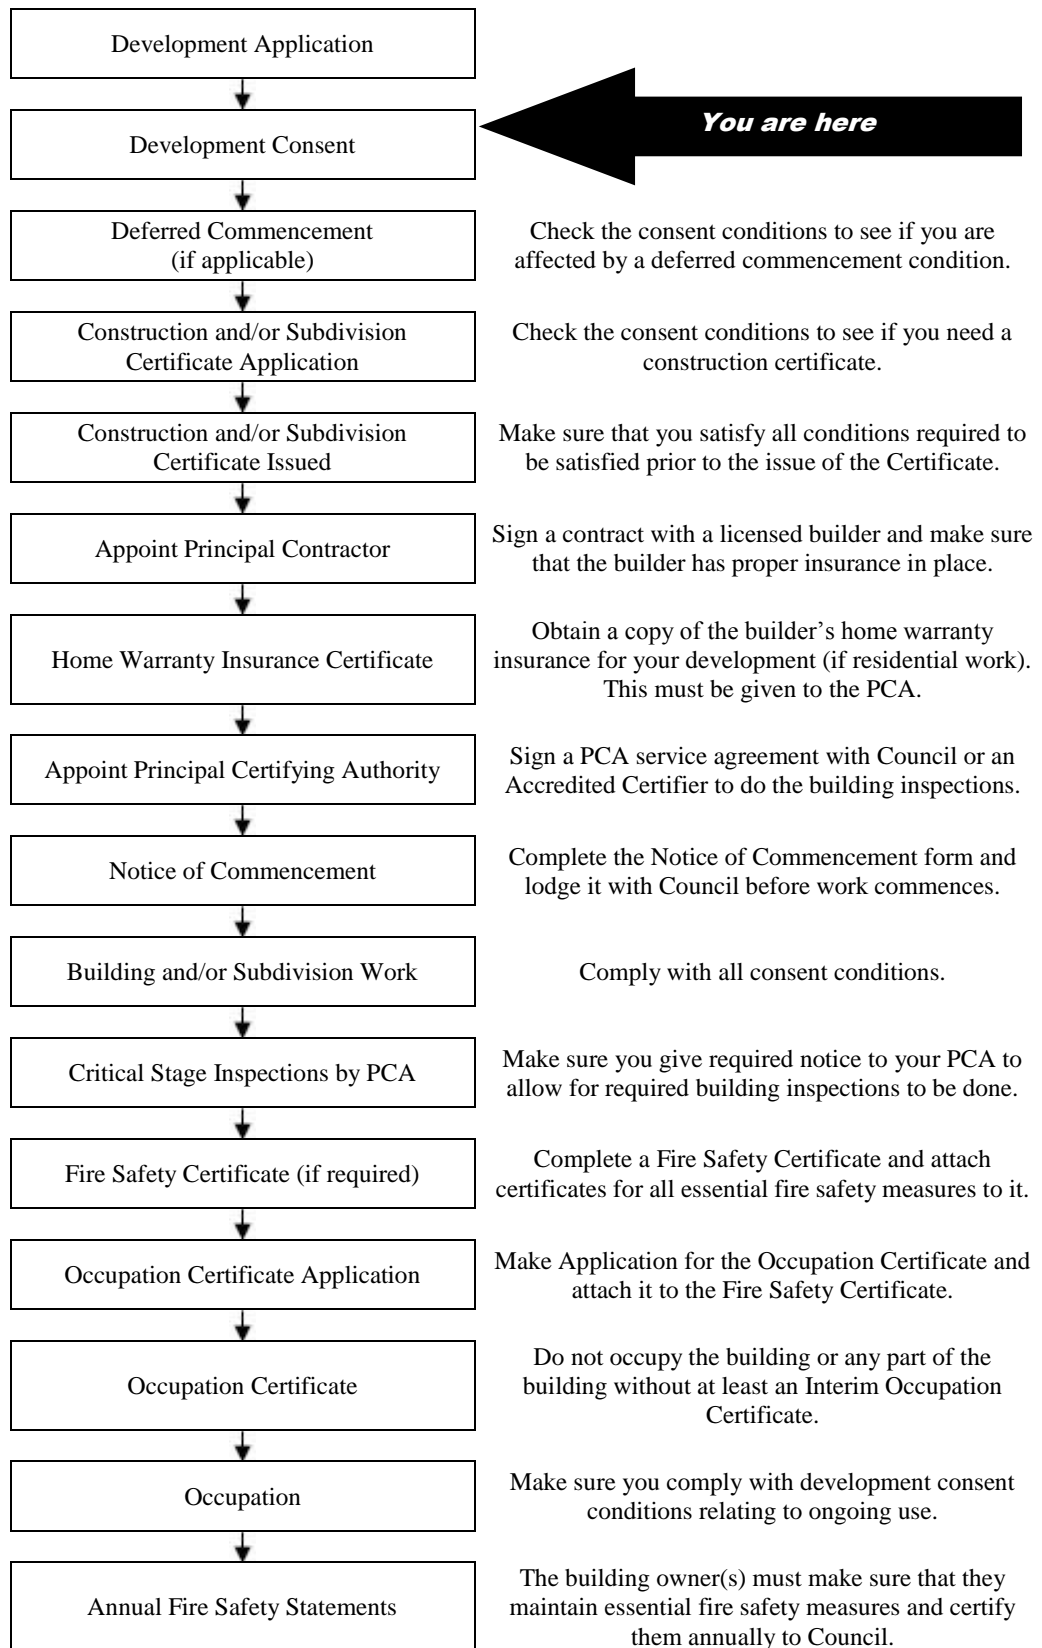 Development Application
Development Consent
You are here
Deferred Commencement
(if applicable)
Check the consent conditions to see if you are
affected by a deferred commencement condition.
Construction and/or Subdivision
Certificate Application
Check the consent conditions to see if you need a
construction certificate.
Construction and/or Subdivision
Certificate Issued
Make sure that you satisfy all conditions required to
be satisfied prior to the issue of the Certificate.
Appoint Principal Contractor
Sign a contract with a licensed builder and make sure
that the builder has proper insurance in place.
Home Warranty Insurance Certificate
Obtain a copy of the builder’s home warranty
insurance for your development (if residential work).
This must be given to the PCA.
Appoint Principal Certifying Authority
Sign a PCA service agreement with Council or an
Accredited Certifier to do the building inspections.
Notice of Commencement
Complete the Notice of Commencement form and
lodge it with Council before work commences.
Building and/or Subdivision Work
Comply with all consent conditions.
Critical Stage Inspections by PCA
Make sure you give required notice to your PCA to
allow for required building inspections to be done.
Fire Safety Certificate (if required)
Complete a Fire Safety Certificate and attach
certificates for all essential fire safety measures to it.
Occupation Certificate Application
Make Application for the Occupation Certificate and
attach it to the Fire Safety Certificate.
Occupation Certificate
Do not occupy the building or any part of the
building without at least an Interim Occupation
Certificate.
Occupation
Make sure you comply with development consent
conditions relating to ongoing use.
Annual Fire Safety Statements
The building owner(s) must make sure that they
maintain essential fire safety measures and certify
them annually to Council.